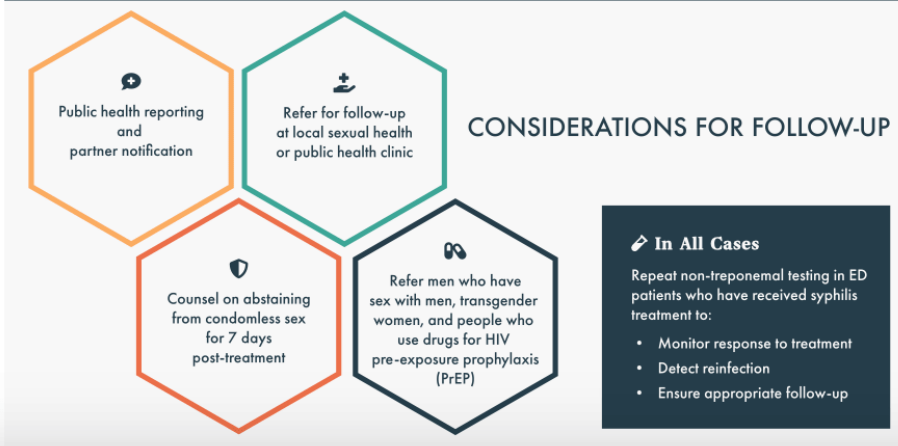 Public health reporting
and
partner notification
Refer for follow-up
at local sexual health
or public health clinic
CONSIDERATIONS FOR FOLLOW-UP
Counsel on abstaining
from condomless sex
for 7 days
post-treatment
Refer men who have
sex with men, transgender
women, and people who
use drugs for HIV
pre-exposure prophylaxis
(PrEP)
In All Cases
Repeat non-treponemal testing in ED
patients who have received syphilis
treatment to:
• Monitor response to treatment
• Detect reinfection
• Ensure appropriate follow-up